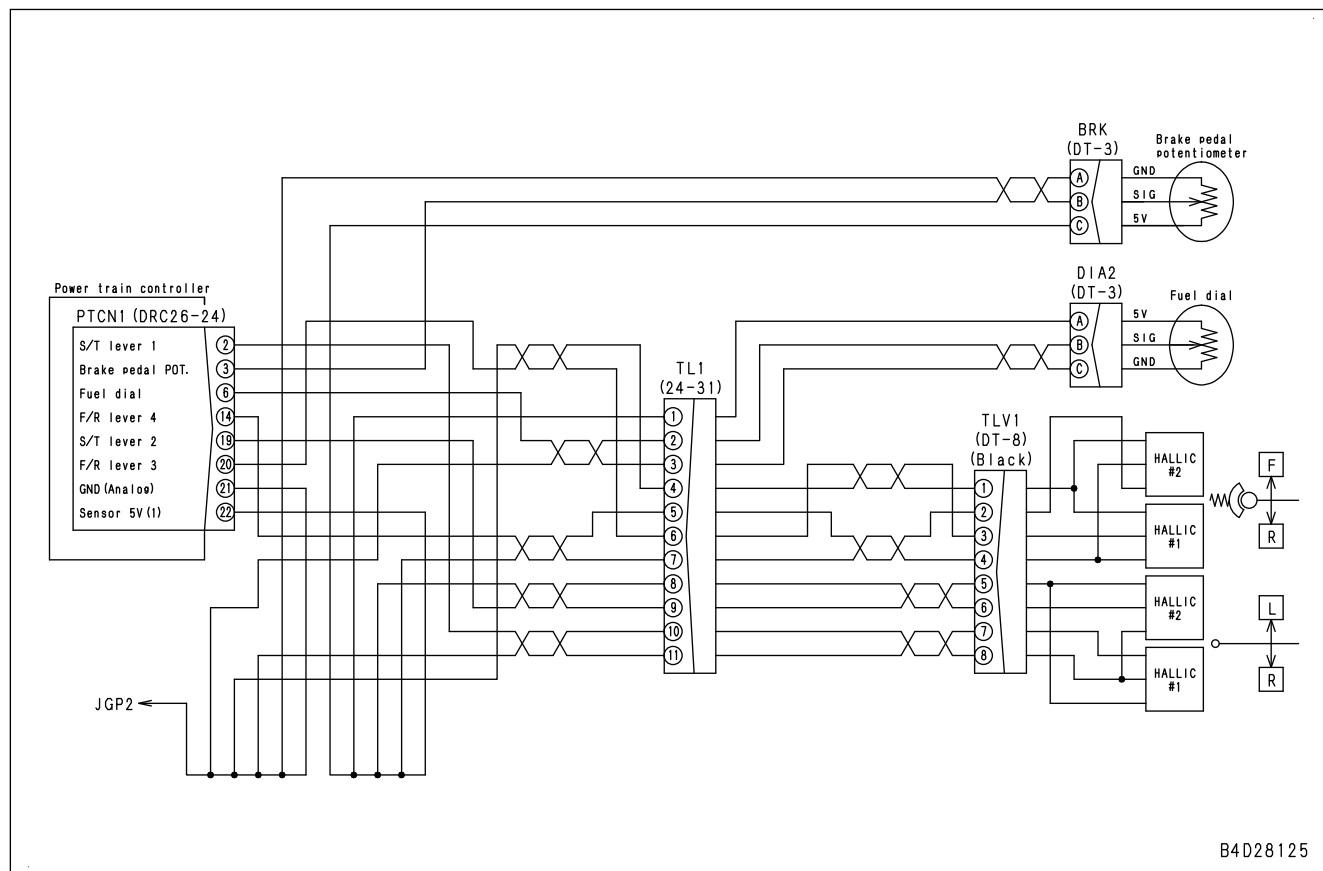 BRK
(DT-3)
Brake pedal
potentiometer
A
GND
B
SIG
C
5V
DIA2
(DT-3)
Fuel dial
A
5V
B
SIG
C
GND
Power train controller
PTCN1 (DRC26-24)
S/T lever 1
2
Brake pedal POT.
3
Fuel dial
6
F/R lever 4
14
S/T lever 2
19
F/R lever 3
20
GND (Analog)
21
Sensor 5V (1)
22
TL1
(24-31)
1
2
3
4
5
6
7
8
9
10
11
TLV1
(DT-8)
(Black)
1
2
3
4
5
6
7
8
HALLIC
#2
HALLIC
#1
HALLIC
#2
HALLIC
#1
F
R
L
R
JGP2
B4D28125